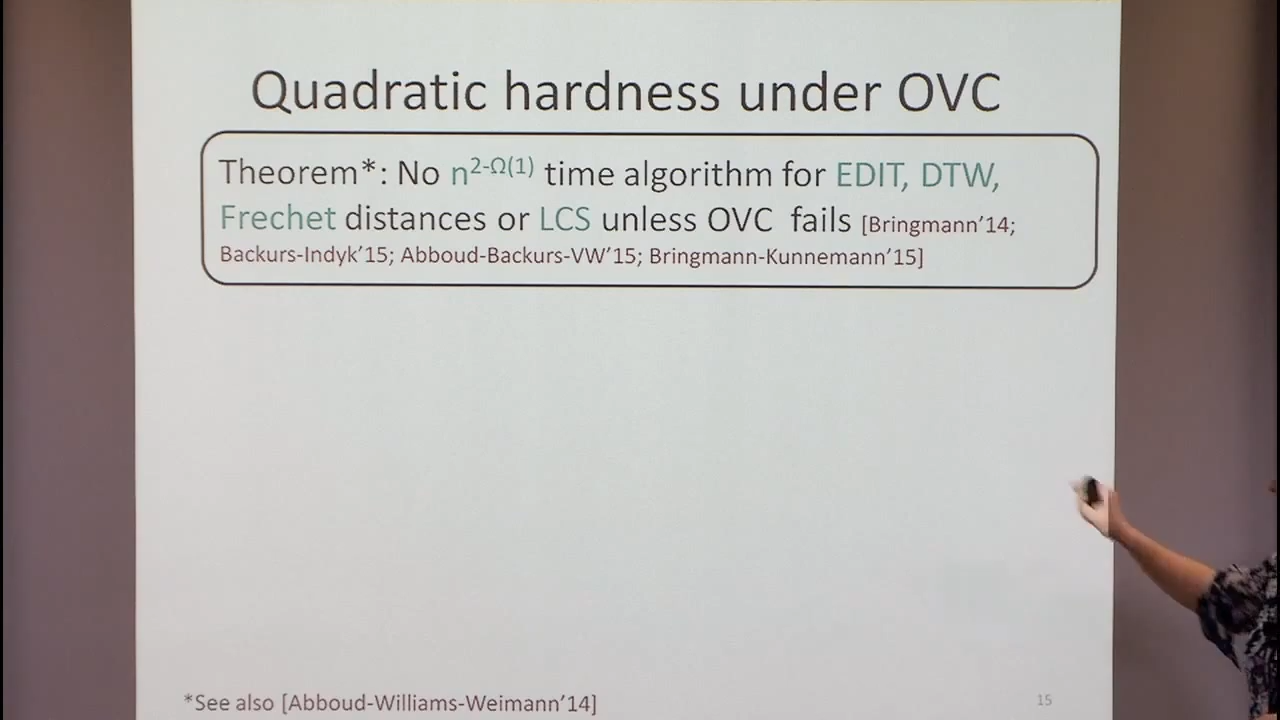 Quadratic hardness under OVC
Theorem*: No n^2-Ω(1) time algorithm for EDIT, DTW,
Frechet distances or LCS unless OVC fails [Bringmann'14;
Backurs-Indyk'15; Abboud-Backurs-VW'15; Bringmann-Kunnemann'15]
*See also [Abboud-Williams-Weimann'14]
15